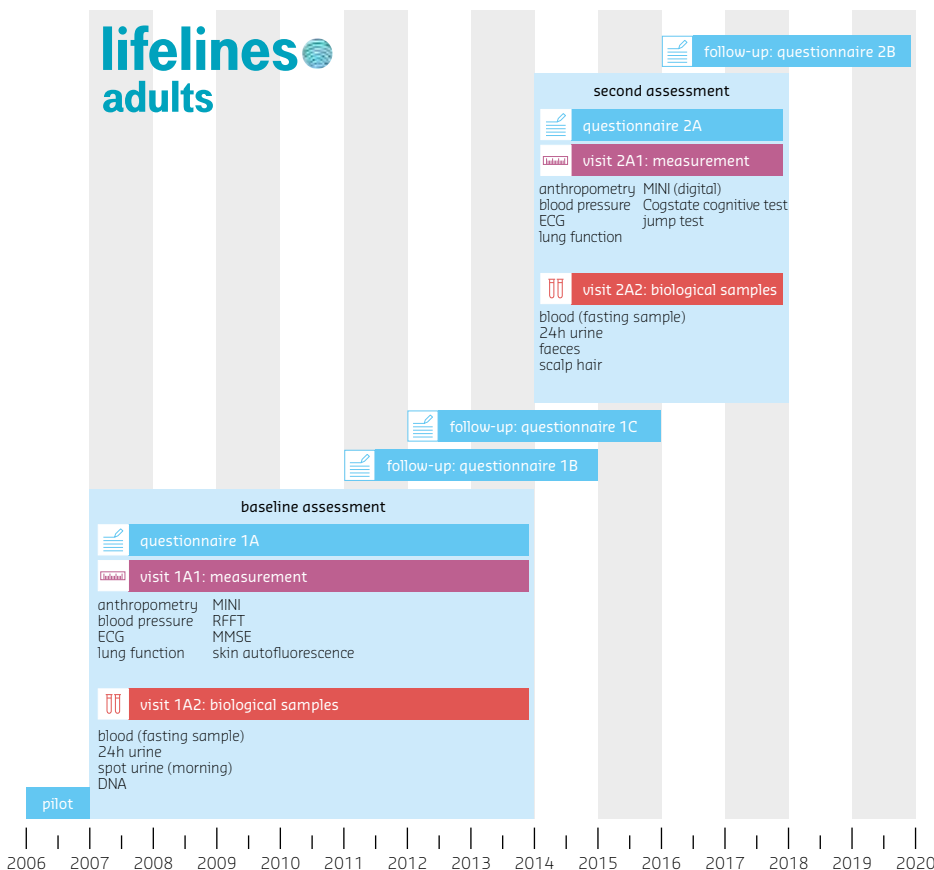 lifelines
adults
follow-up: questionnaire 2B
second assessment
questionnaire 2A
visit 2A1: measurement
anthropometry MINI (digital)
blood pressure Cogstate cognitive test
ECG jump test
lung function
visit 2A2: biological samples
blood (fasting sample)
24h urine
faeces
scalp hair
follow-up: questionnaire 1C
follow-up: questionnaire 1B
baseline assessment
questionnaire 1A
visit 1A1: measurement
anthropometry MINI
blood pressure RFFT
ECG MMSE
lung function skin autofluorescence
visit 1A2: biological samples
blood (fasting sample)
24h urine
spot urine (morning)
DNA
pilot
2006 2007 2008 2009 2010 2011 2012 2013 2014 2015 2016 2017 2018 2019 2020